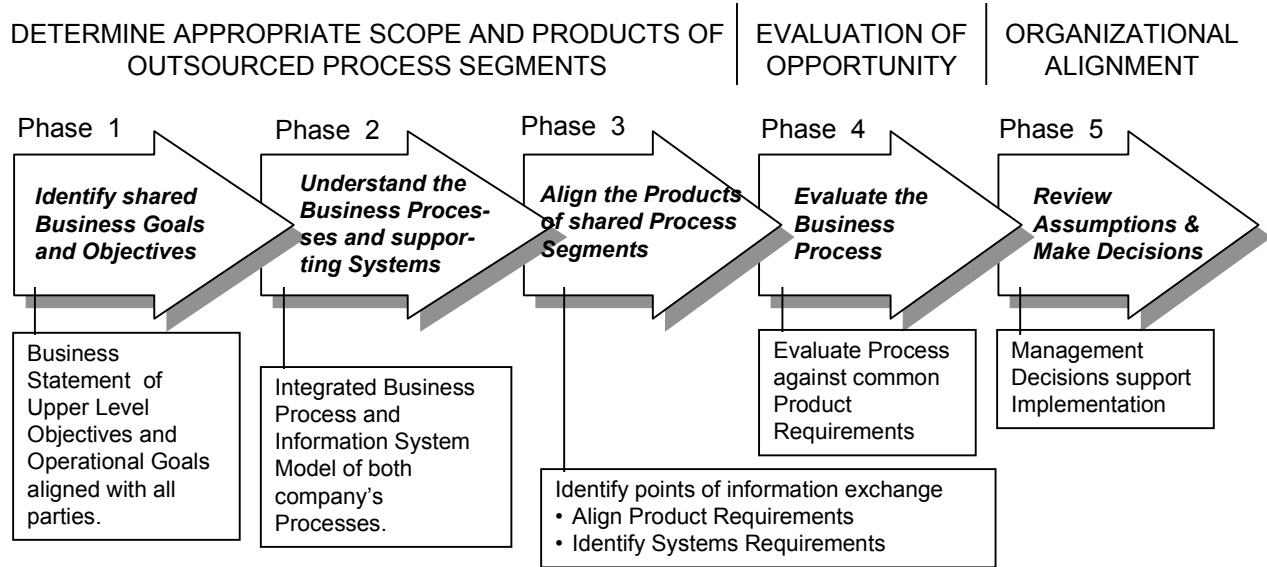 DETERMINE APPROPRIATE SCOPE AND PRODUCTS OF
OUTSOURCED PROCESS SEGMENTS
EVALUATION OF
OPPORTUNITY
ORGANIZATIONAL
ALIGNMENT
Phase 1
Identify shared
Business Goals
and Objectives
Business
Statement of
Upper Level
Objectives and
Operational Goals
aligned with all
parties.
Phase 2
Understand the
Business Proces-
ses and suppor-
ting Systems
Integrated Business
Process and
Information System
Model of both
company’s
Processes.
Phase 3
Align the Products
of shared Process
Segments
Identify points of information exchange
• Align Product Requirements
• Identify Systems Requirements
Phase 4
Evaluate the
Business
Process
Evaluate Process
against common
Product
Requirements
Phase 5
Review
Assumptions &
Make Decisions
Management
Decisions support
Implementation